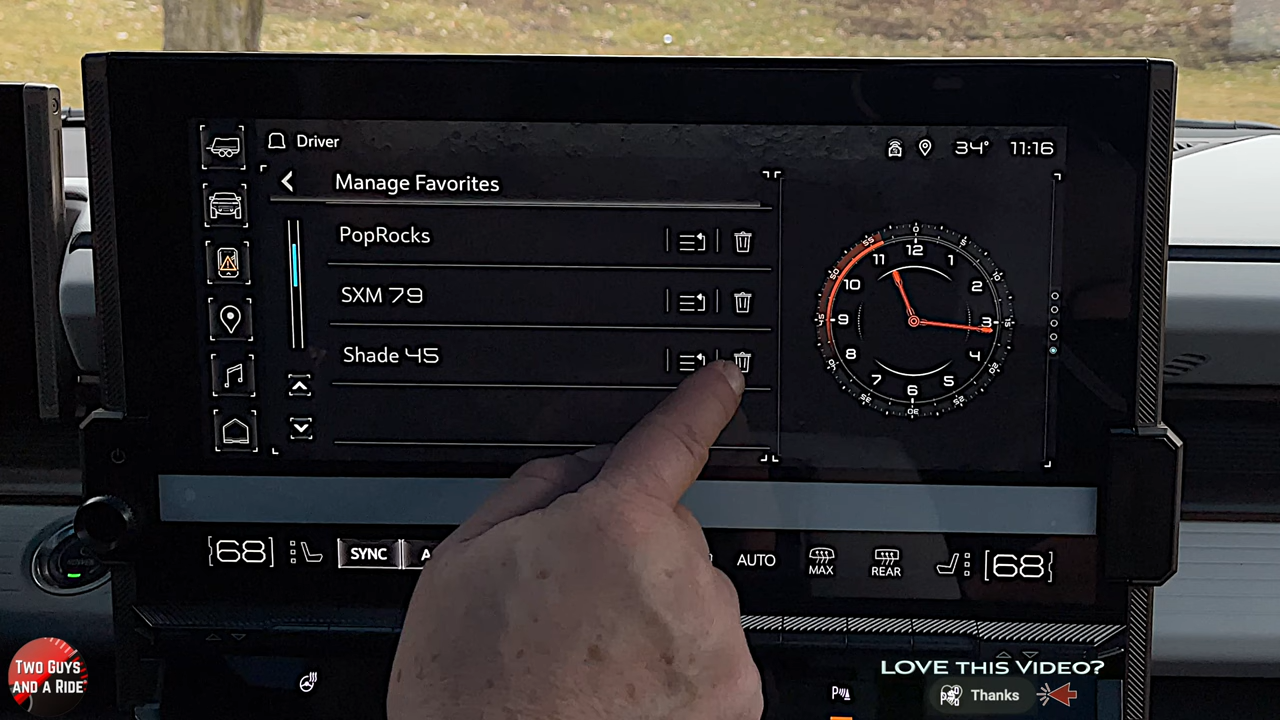 Driver
34° 11:16
Manage Favorites
PopRocks
SXM 79
Shade 45
12
1
2
3
4
5
6
7
8
9
10
11
68
SYNC
A
AUTO
MAX
REAR
68
LOVE THIS VIDEO?
Thanks
TWO GUYS
AND A RIDE